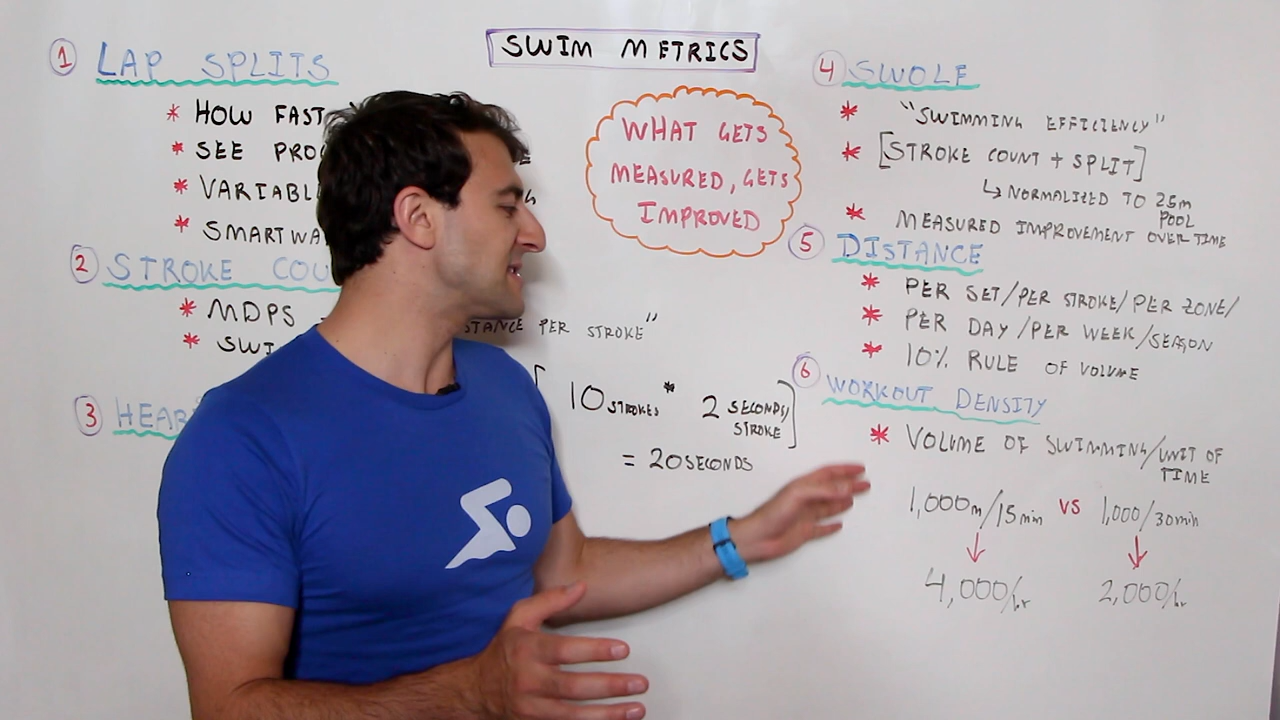 SWIM METRICS
WHAT GETS
MEASURED, GETS
IMPROVED
1 LAP SPLITS
* HOW FAST
* SEE PRO
* VARIABL
* SMARTWA
2 STROKE COU
* MDPS
STANCE PER STROKE"
* SWI
3 HEAR
[10 STROKES * 2 SECONDS/STROKE]
= 20 SECONDS
4 SWOLF
* "SWIMMING EFFICIENCY"
* [STROKE COUNT + SPLIT]
↳ NORMALIZED TO 25m
POOL
* MEASURED IMPROVEMENT OVER TIME
5 DISTANCE
* PER SET/PER STROKE/PER ZONE/
* PER DAY/PER WEEK/SEASON
* 10% RULE OF VOLUME
6 WORKOUT DENSITY
* VOLUME OF SWIMMING/UNIT OF
TIME
1,000m/15min VS 1,000/30min
↓ ↓
4,000/hr 2,000/hr